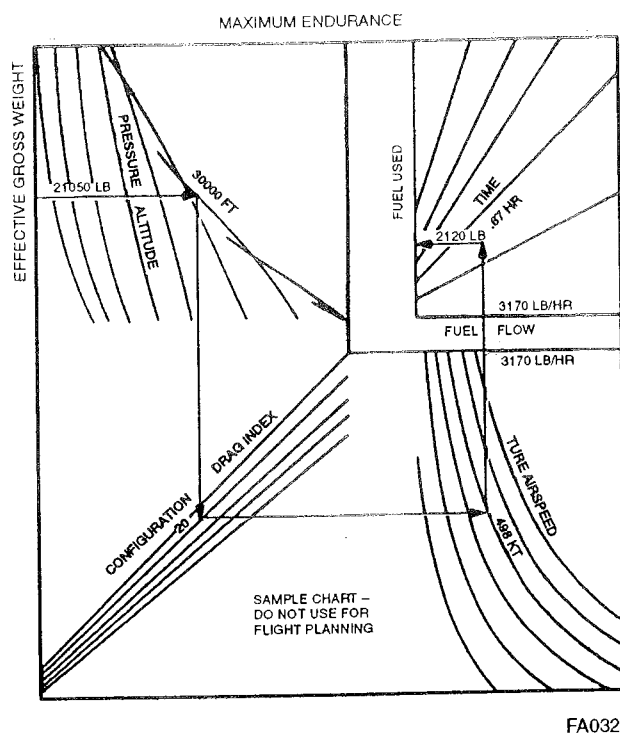 MAXIMUM ENDURANCE
EFFECTIVE GROSS WEIGHT
PRESSURE
ALTITUDE
21050 LB
30000 FT
FUEL USED
TIME
.67 HR
2120 LB
3170 LB/HR
FUEL FLOW
3170 LB/HR
DRAG INDEX
CONFIGURATION
20
TURE AIRSPEED
498 KT
SAMPLE CHART –
DO NOT USE FOR
FLIGHT PLANNING
FA032